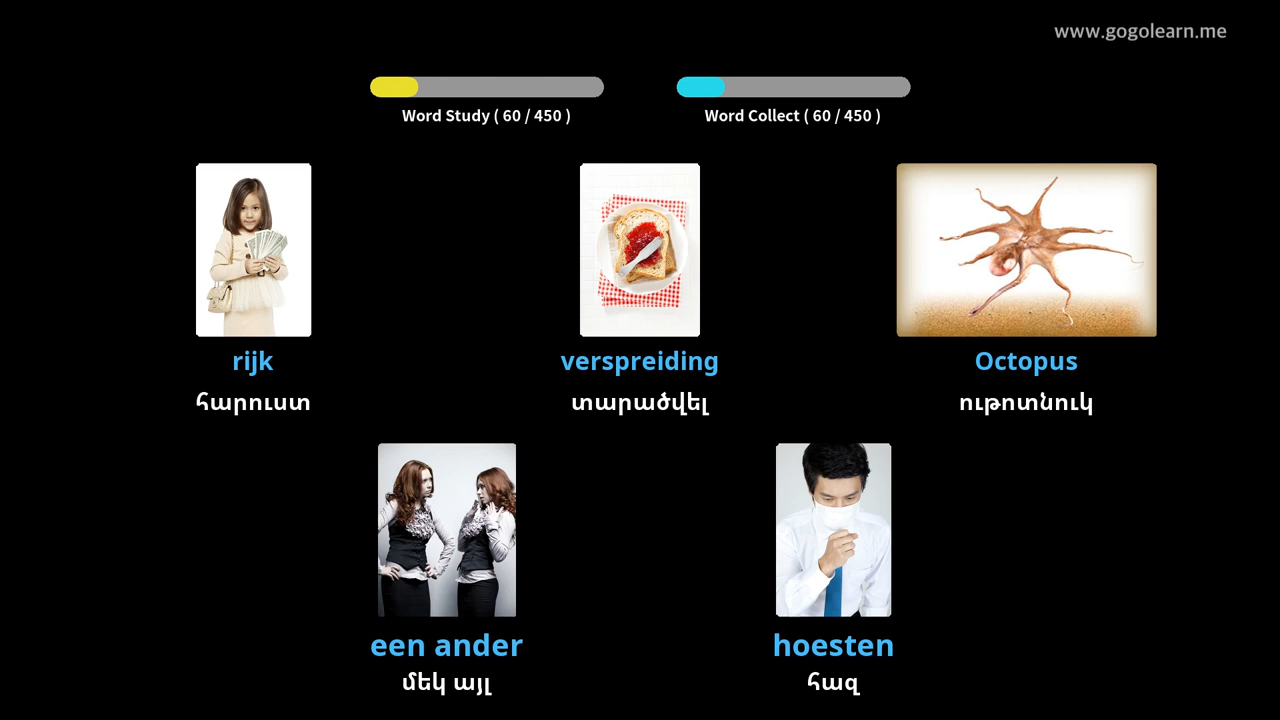 www.gogolearn.me
Word Study ( 60 / 450 )
Word Collect ( 60 / 450 )
rijk
հարուստ
verspreiding
տարածվել
Octopus
ութոտնուկ
een ander
մեկ այլ
hoesten
հազ